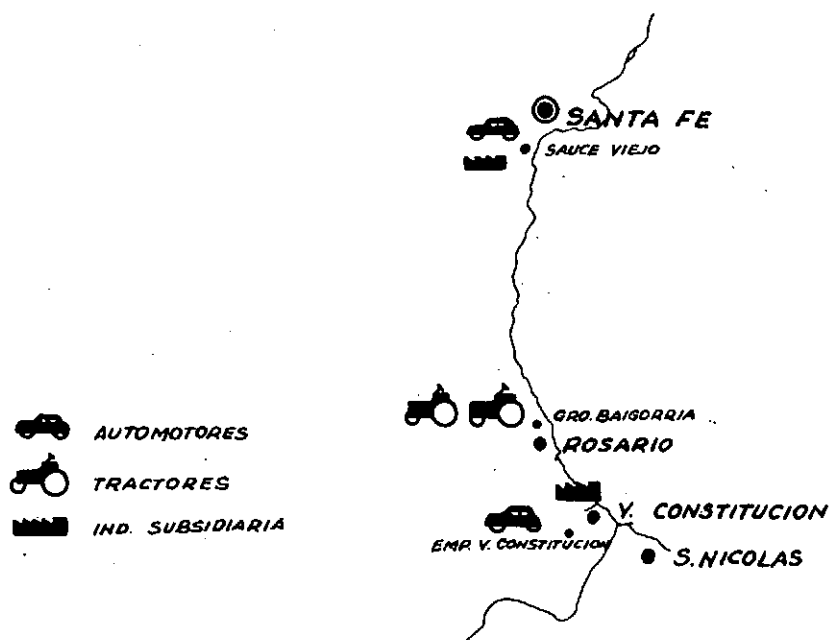 SANTA FE
SAUCE VIEJO
GRO. BAIGORRIA
ROSARIO
AUTOMOTORES
TRACTORES
IND. SUBSIDIARIA
V. CONSTITUCION
EMP. V. CONSTITUCION
S. NICOLAS